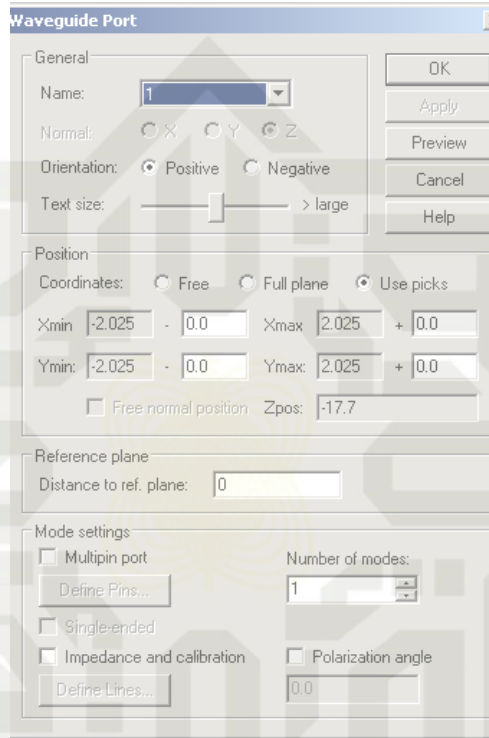 Waveguide Port
General
Name: 1
Normal: X Y Z
Orientation: Positive Negative
Text size: > large
OK
Apply
Preview
Cancel
Help
Position
Coordinates: Free Full plane Use picks
Xmin -2.025 - 0.0 Xmax 2.025 + 0.0
Ymin: -2.025 - 0.0 Ymax: 2.025 + 0.0
Free normal position Zpos: -17.7
Reference plane
Distance to ref. plane: 0
Mode settings
Multipin port Number of modes:
Define Pins... 1
Single-ended
Impedance and calibration Polarization angle
Define Lines... 0.0